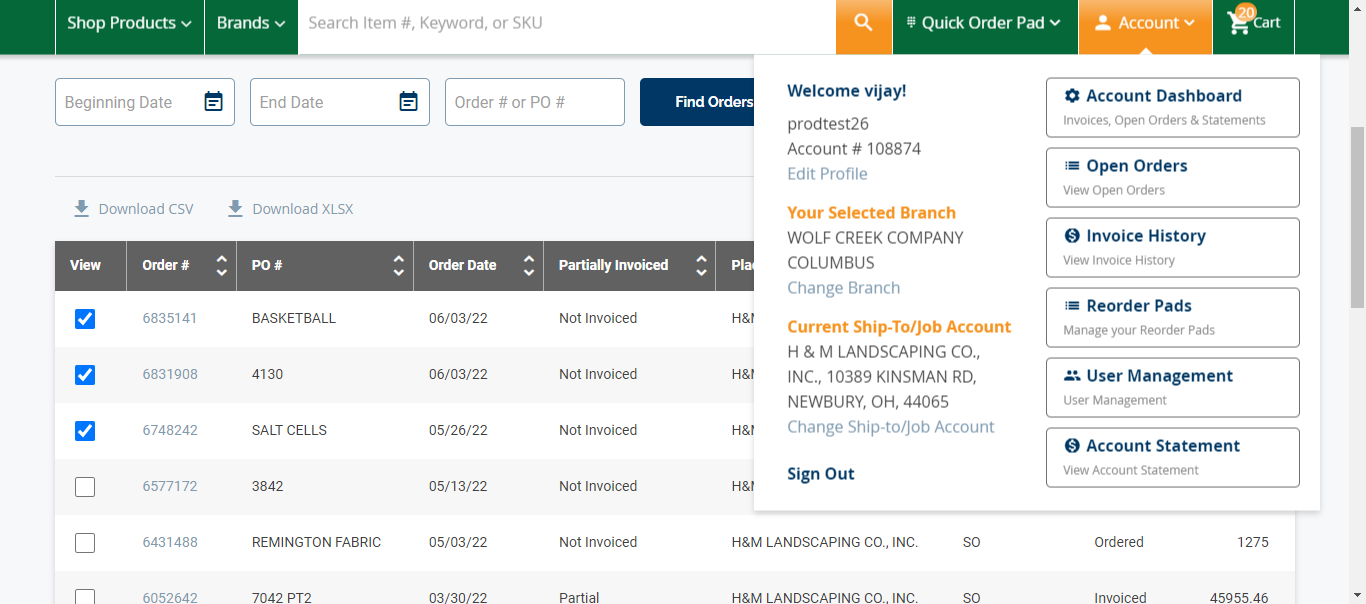 Shop Products Brands Search Item #, Keyword, or SKU Quick Order Pad Account 20 Cart
Beginning Date End Date Order # or PO # Find Orders
Download CSV Download XLSX
View Order # PO # Order Date Partially Invoiced
6835141 BASKETBALL 06/03/22 Not Invoiced
6831908 4130 06/03/22 Not Invoiced
6748242 SALT CELLS 05/26/22 Not Invoiced
6577172 3842 05/13/22 Not Invoiced
6431488 REMINGTON FABRIC 05/03/22 Not Invoiced H&M LANDSCAPING CO., INC. SO Ordered 1275
6052642 7042 PT2 03/30/22 Partial H&M LANDSCAPING CO., INC. SO Invoiced 45955.46
Welcome vijay!
prodtest26
Account # 108874
Edit Profile
Your Selected Branch
WOLF CREEK COMPANY
COLUMBUS
Change Branch
Current Ship-To/Job Account
H & M LANDSCAPING CO.,
INC., 10389 KINSMAN RD,
NEWBURY, OH, 44065
Change Ship-to/Job Account
Sign Out
Account Dashboard
Invoices, Open Orders & Statements
Open Orders
View Open Orders
Invoice History
View Invoice History
Reorder Pads
Manage your Reorder Pads
User Management
User Management
Account Statement
View Account Statement